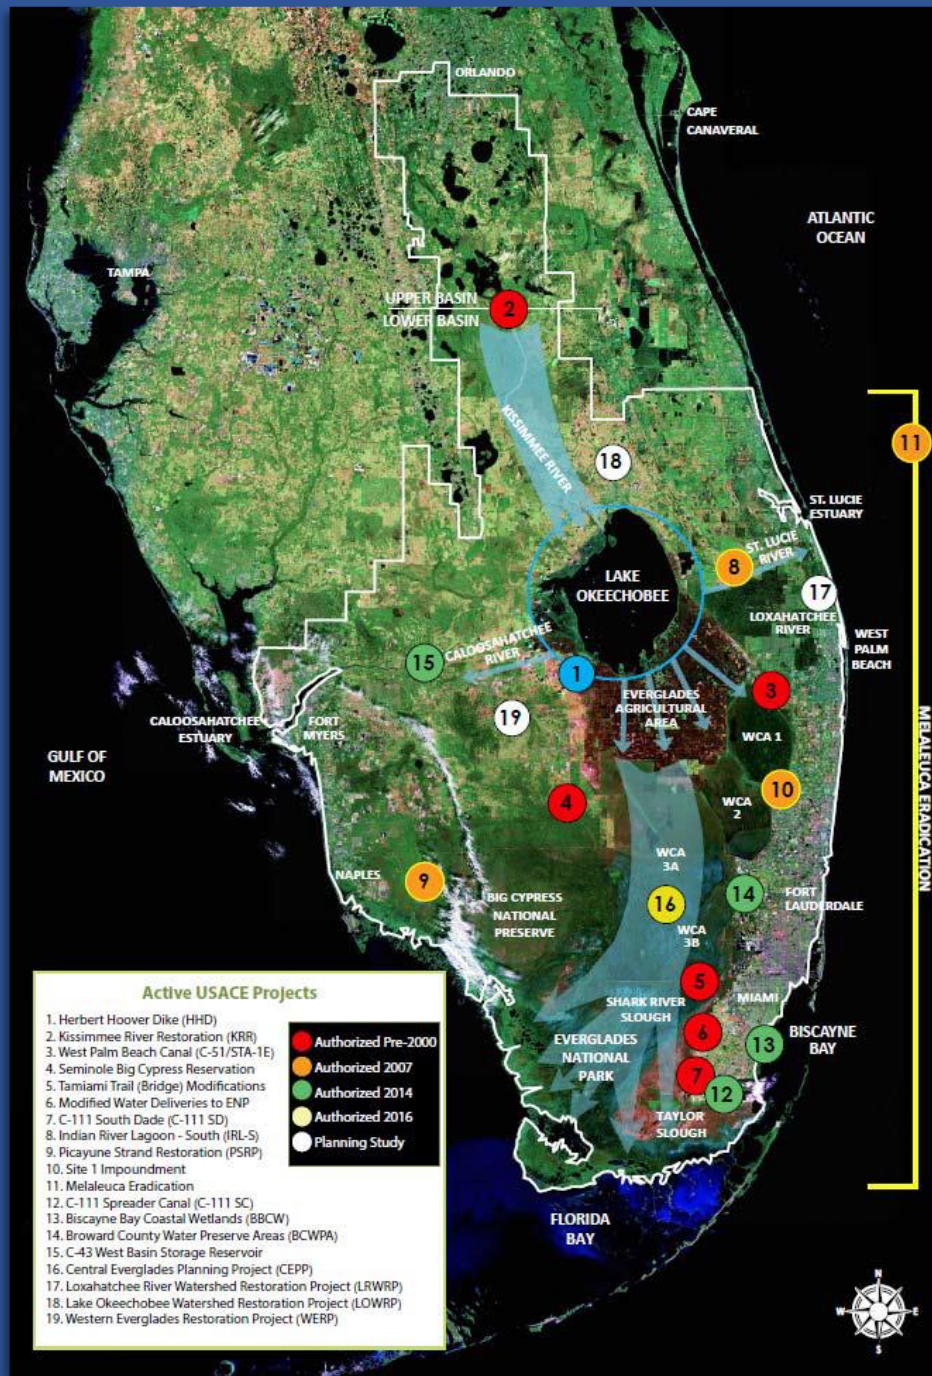 ORLANDO
CAPE
CANAVERAL
ATLANTIC
OCEAN
TAMPA
UPPER BASIN
LOWER BASIN
2
KISSIMMEE RIVER
18
11
ST. LUCIE
ESTUARY
ST. LUCIE
RIVER
8
LAKE
OKEECHOBEE
17
LOXAHATCHEE
RIVER
WEST
PALM
BEACH
CALOOSAHATCHEE
RIVER
15
1
3
EVERGLADES
AGRICULTURAL
AREA
19
WCA 1
CALOOSAHATCHEE
ESTUARY
FORT
MYERS
GULF OF
MEXICO
MELALEUCA ERADICATION
4
10
WCA
2
WCA
3A
NAPLES
9
BIG CYPRESS
NATIONAL
PRESERVE
16
14
FORT
LAUDERDALE
WCA
3B
5
SHARK RIVER
SLOUGH
MIAMI
6
13
BISCAYNE
BAY
EVERGLADES
NATIONAL
PARK
7
12
TAYLOR
SLOUGH
FLORIDA
BAY
Active USACE Projects
1. Herbert Hoover Dike (HHD)
2. Kissimmee River Restoration (KRR)
3. West Palm Beach Canal (C-51/STA-1E)
4. Seminole Big Cypress Reservation
5. Tamiami Trail (Bridge) Modifications
6. Modified Water Deliveries to ENP
7. C-111 South Dade (C-111 SD)
8. Indian River Lagoon - South (IRL-S)
9. Picayune Strand Restoration (PSRP)
10. Site 1 Impoundment
11. Melaleuca Eradication
12. C-111 Spreader Canal (C-111 SC)
13. Biscayne Bay Coastal Wetlands (BBCW)
14. Broward County Water Preserve Areas (BCWPA)
15. C-43 West Basin Storage Reservoir
16. Central Everglades Planning Project (CEPP)
17. Loxahatchee River Watershed Restoration Project (LRWRP)
18. Lake Okeechobee Watershed Restoration Project (LOWRP)
19. Western Everglades Restoration Project (WERP)
Authorized Pre-2000
Authorized 2007
Authorized 2014
Authorized 2016
Planning Study
N
W
E
S